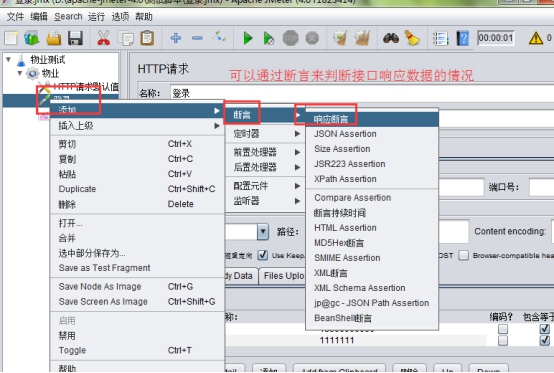 登录.jmx (D:\apache-jmeter-4.0\测试脚本\登录.jmx) - Apache JMeter (4.0 r1823414)
文件 编辑 Search 运行 选项 帮助
00:00:01 0
物业测试
物业
HTTP请求默认值
登录
HTTP请求
可以通过断言来判断接口响应数据的情况
名称: 登录
添加
插入上级
剪切 Ctrl+X
复制 Ctrl+C
粘贴 Ctrl+V
Duplicate Ctrl+Shift+C
删除 Delete
打开...
合并
选中部分保存为...
Save as Test Fragment
Save Node As Image Ctrl+G
Save Screen As Image Ctrl+Shift+G
启用
禁用
Toggle Ctrl+T
帮助
断言
定时器
前置处理器
后置处理器
配置元件
监听器
响应断言
JSON Assertion
Size Assertion
JSR223 Assertion
XPath Assertion
Compare Assertion
断言持续时间
HTML Assertion
MD5Hex断言
SMIME Assertion
XML断言
XML Schema Assertion
jp@gc - JSON Path Assertion
BeanShell断言
端口号:
路径:
Content encoding:
Use Keep
Browser-compatible hea
dy Data Files Uplo
编码? 包含等于
1111111
添加 Add from Clipboard 删除 Up Down